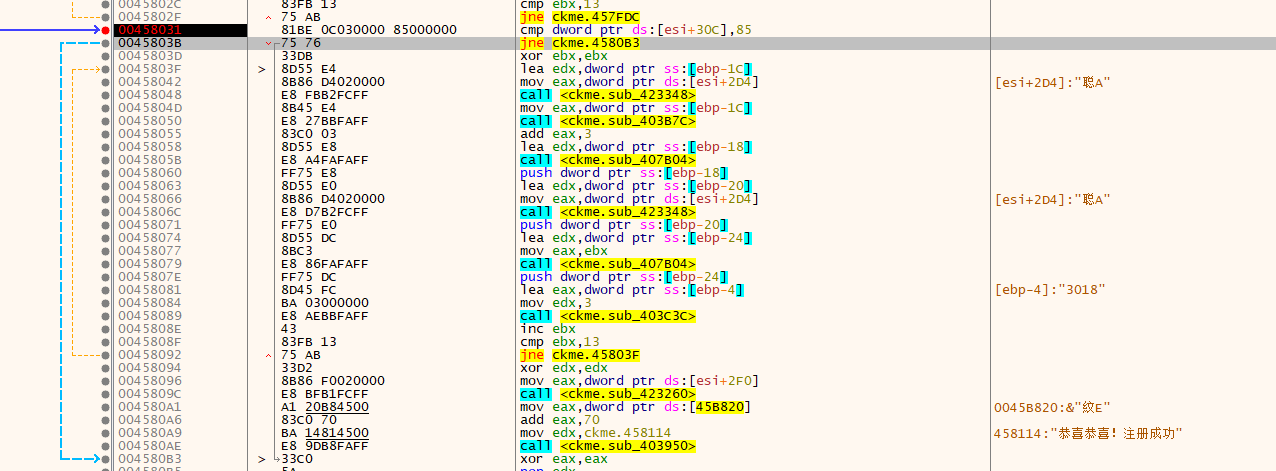 0045802C 83FB 13 cmp ebx,13
0045802F 75 AB jne ckme.457FDC
00458031 81BE 0C030000 85000000 cmp dword ptr ds:[esi+30C],85
0045803B 75 76 jne ckme.4580B3
0045803D 33DB xor ebx,ebx
0045803F > 8D55 E4 lea edx,dword ptr ss:[ebp-1C]
00458042 8B86 D4020000 mov eax,dword ptr ds:[esi+2D4] [esi+2D4]:"聪A"
00458048 E8 FBB2FCFF call <ckme.sub_423348>
0045804D 8B45 E4 mov eax,dword ptr ss:[ebp-1C]
00458050 E8 27BBFAFF call <ckme.sub_403B7C>
00458055 83C0 03 add eax,3
00458058 8D55 E8 lea edx,dword ptr ss:[ebp-18]
0045805B E8 A4FAFAFF call <ckme.sub_407B04>
00458060 FF75 E8 push dword ptr ss:[ebp-18]
00458063 8D55 E0 lea edx,dword ptr ss:[ebp-20]
00458066 8B86 D4020000 mov eax,dword ptr ds:[esi+2D4] [esi+2D4]:"聪A"
0045806C E8 D7B2FCFF call <ckme.sub_423348>
00458071 FF75 E0 push dword ptr ss:[ebp-20]
00458074 8D55 DC lea edx,dword ptr ss:[ebp-24]
00458077 8BC3 mov eax,ebx
00458079 E8 86FAFAFF call <ckme.sub_407B04>
0045807E FF75 DC push dword ptr ss:[ebp-24]
00458081 8D45 FC lea eax,dword ptr ss:[ebp-4] [ebp-4]:"3018"
00458084 BA 03000000 mov edx,3
00458089 E8 AEBBFAFF call <ckme.sub_403C3C>
0045808E 43 inc ebx
0045808F 83FB 13 cmp ebx,13
00458092 75 AB jne ckme.45803F
00458094 33D2 xor edx,edx
00458096 8B86 F0020000 mov eax,dword ptr ds:[esi+2F0]
0045809C E8 BFB1FCFF call <ckme.sub_423260>
004580A1 A1 20B84500 mov eax,dword ptr ds:[45B820] 0045B820:&"纹E"
004580A6 83C0 70 add eax,70
004580A9 BA 14814500 mov edx,ckme.458114 458114:"恭喜恭喜！注册成功"
004580AE E8 9DB8FAFF call <ckme.sub_403950>
004580B3 > 33C0 xor eax,eax